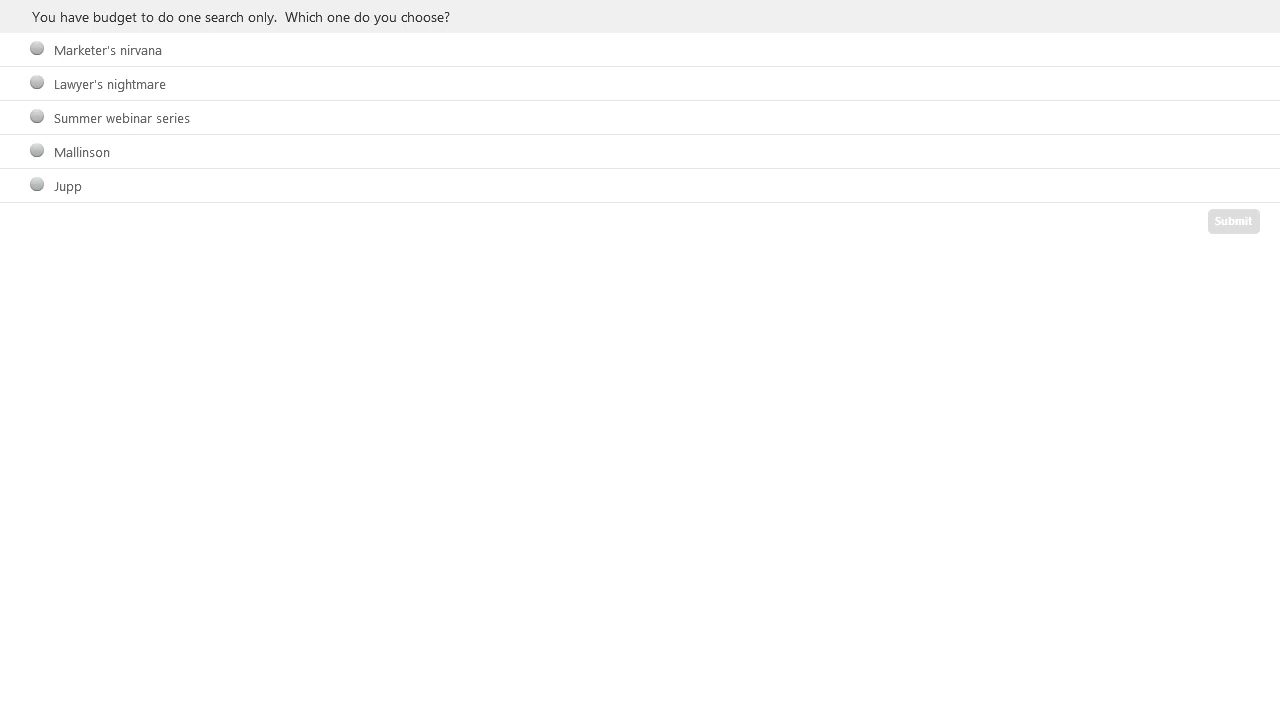 You have budget to do one search only.  Which one do you choose?
Marketer's nirvana
Lawyer's nightmare
Summer webinar series
Mallinson
Jupp
Submit